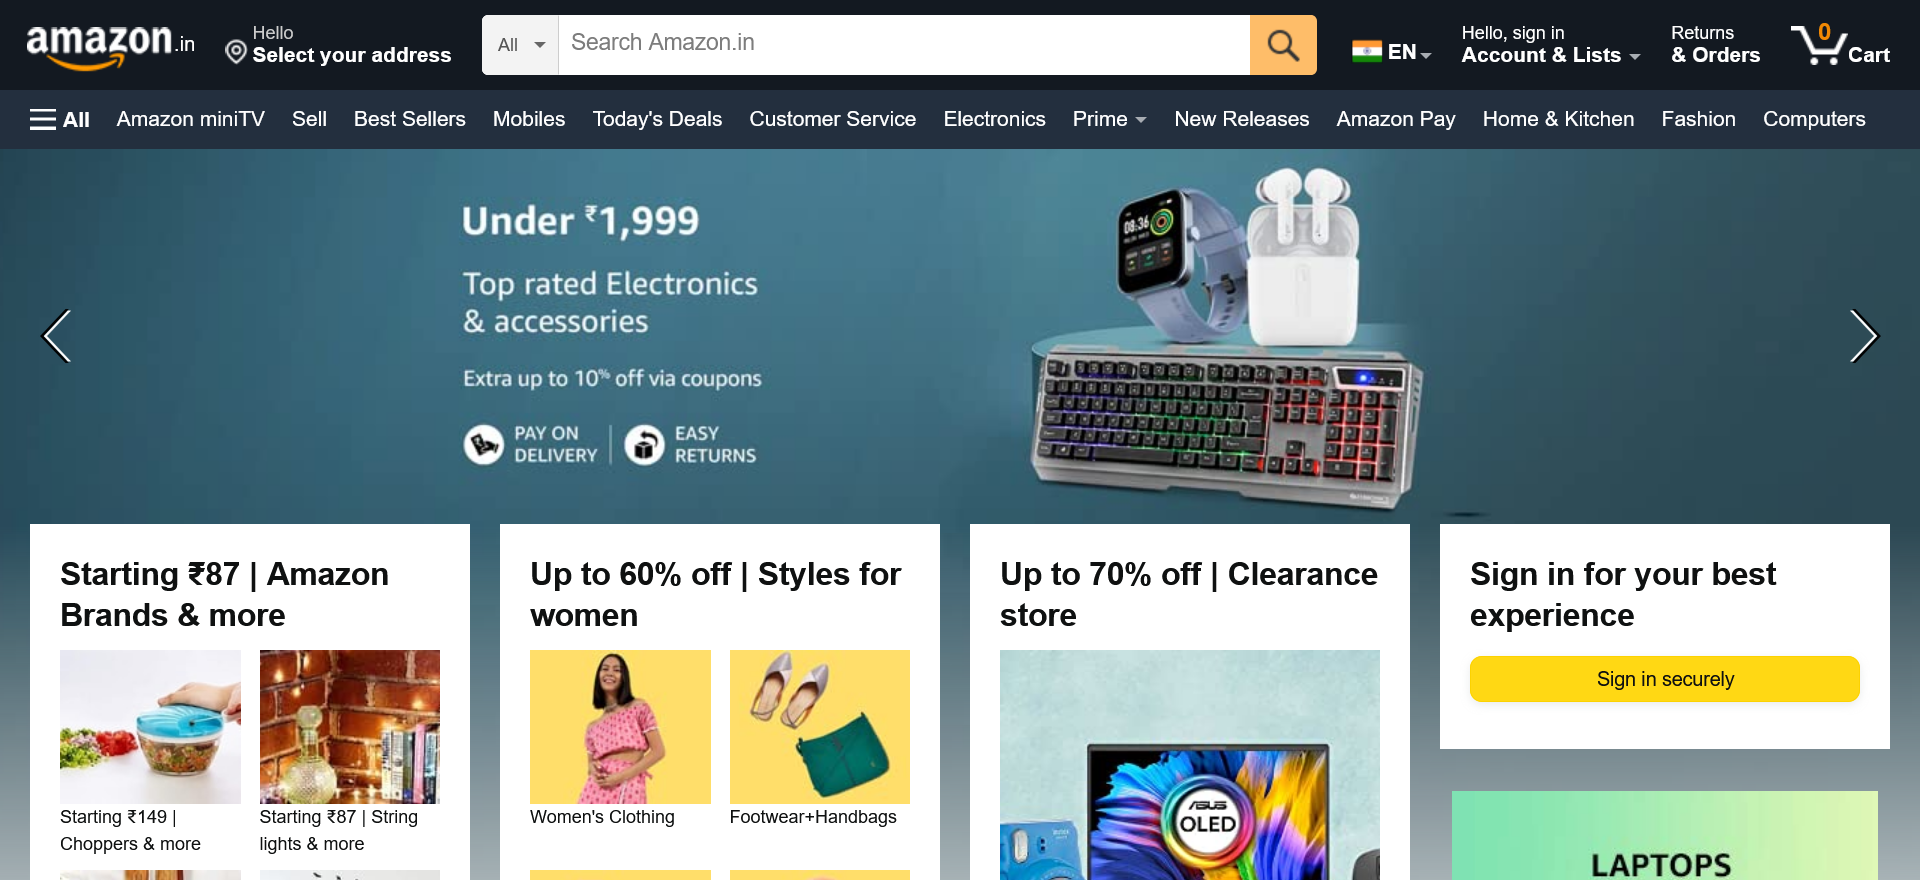 amazon.in
Hello
Select your address
All
Search Amazon.in
EN
Hello, sign in
Account & Lists
Returns
& Orders
0
Cart
All
Amazon miniTV
Sell
Best Sellers
Mobiles
Today's Deals
Customer Service
Electronics
Prime
New Releases
Amazon Pay
Home & Kitchen
Fashion
Computers
Under ₹1,999
Top rated Electronics
& accessories
Extra up to 10% off via coupons
PAY ON
DELIVERY
EASY
RETURNS
08:36
Starting ₹87 | Amazon
Brands & more
Starting ₹149 |
Choppers & more
Starting ₹87 | String
lights & more
Up to 60% off | Styles for
women
Women's Clothing
Footwear+Handbags
Up to 70% off | Clearance
store
ASUS
OLED
Sign in for your best
experience
Sign in securely
LAPTOPS